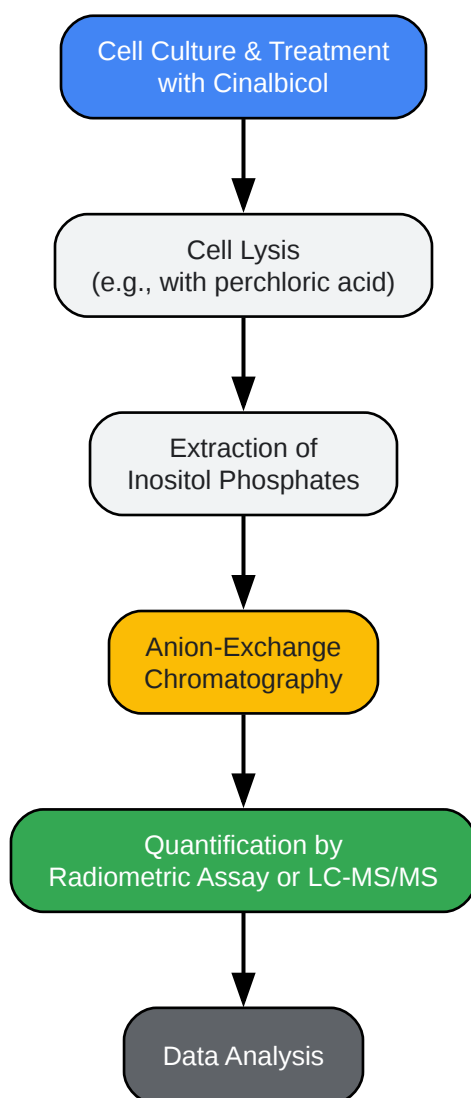 Cell Culture & Treatment
with Cinalbicol
Cell Lysis
(e.g., with perchloric acid)
Extraction of
Inositol Phosphates
Anion-Exchange
Chromatography
Quantification by
Radiometric Assay or LC-MS/MS
Data Analysis